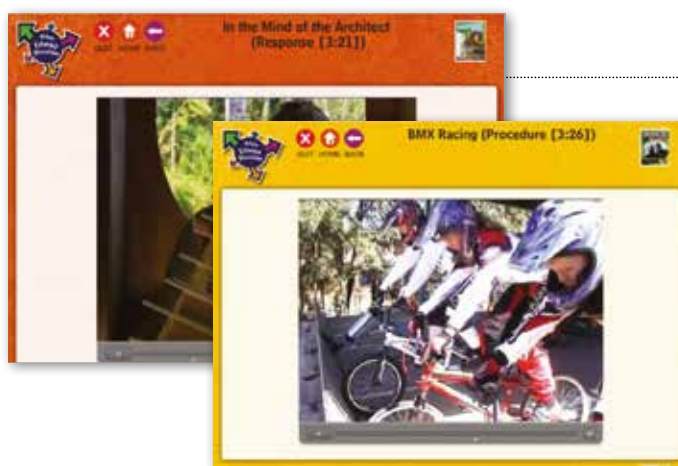 In the Mind of the Architect
(Response [3:21])
QUIT HOME BACK
BMX Racing (Procedure [3:26])
QUIT HOME BACK